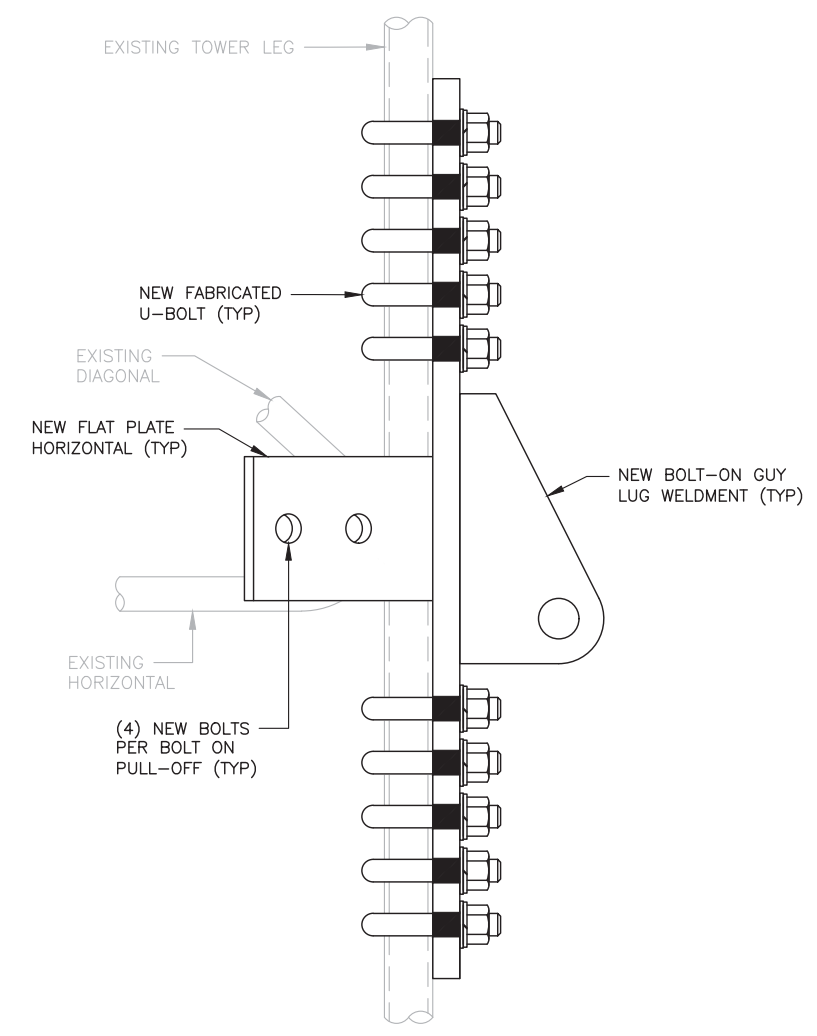 EXISTING TOWER LEG
NEW FABRICATED
U-BOLT (TYP)
EXISTING
DIAGONAL
NEW FLAT PLATE
HORIZONTAL (TYP)
NEW BOLT-ON GUY
LUG WELDMENT (TYP)
EXISTING
HORIZONTAL
(4) NEW BOLTS
PER BOLT ON
PULL-OFF (TYP)